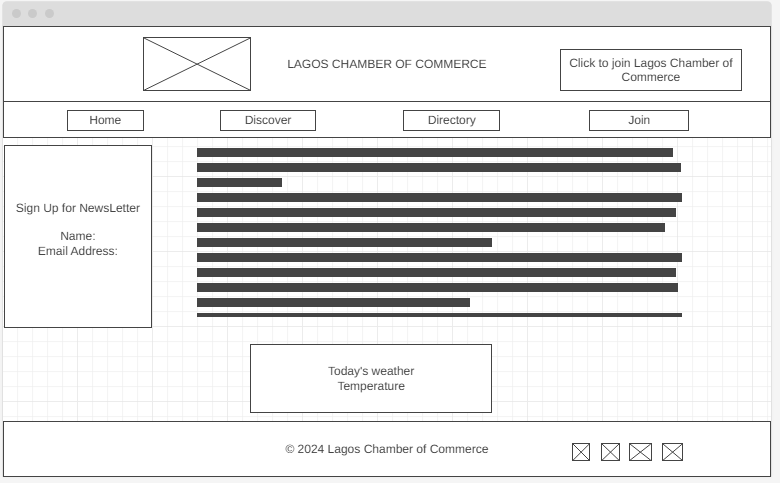 LAGOS CHAMBER OF COMMERCE
Click to join Lagos Chamber of
Commerce
Home
Discover
Directory
Join
Sign Up for NewsLetter
Name:
Email Address:
Today's weather
Temperature
© 2024 Lagos Chamber of Commerce